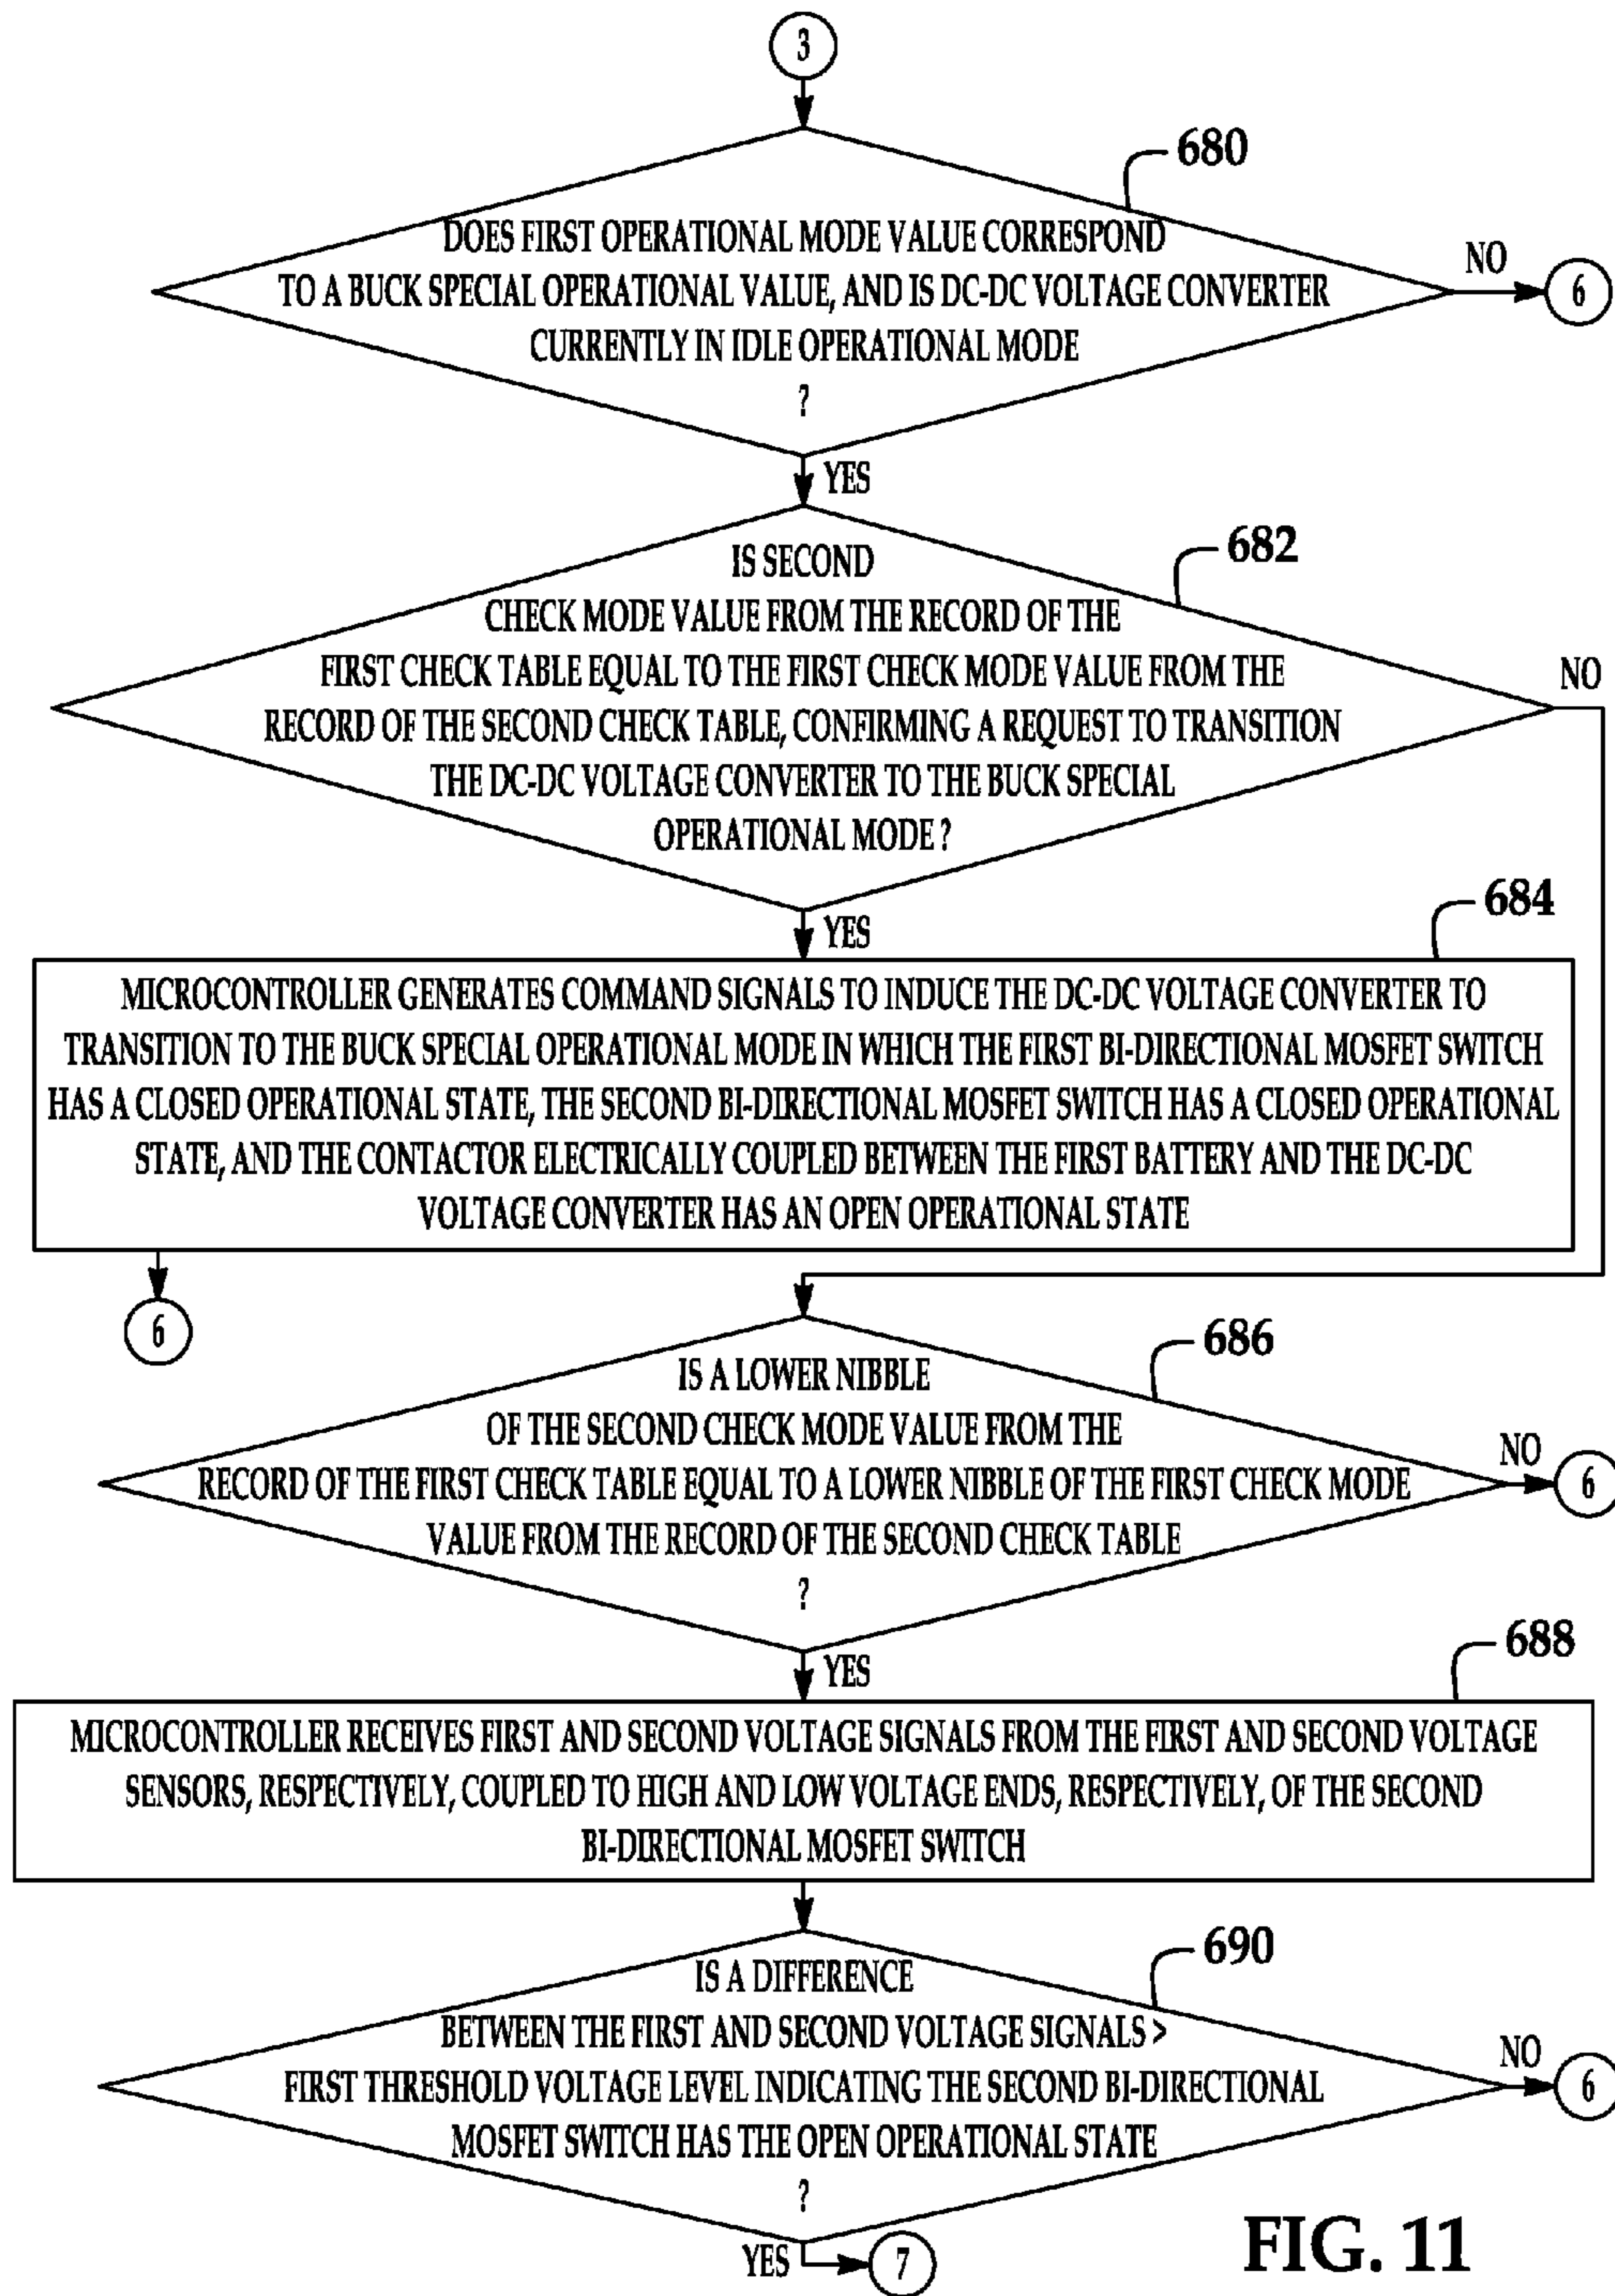 3
680
DOES FIRST OPERATIONAL MODE VALUE CORRESPOND
TO A BUCK SPECIAL OPERATIONAL VALUE, AND IS DC-DC VOLTAGE CONVERTER
CURRENTLY IN IDLE OPERATIONAL MODE
?
NO
6
YES
682
IS SECOND
CHECK MODE VALUE FROM THE RECORD OF THE
FIRST CHECK TABLE EQUAL TO THE FIRST CHECK MODE VALUE FROM THE
RECORD OF THE SECOND CHECK TABLE, CONFIRMING A REQUEST TO TRANSITION
THE DC-DC VOLTAGE CONVERTER TO THE BUCK SPECIAL
OPERATIONAL MODE ?
NO
YES
684
MICROCONTROLLER GENERATES COMMAND SIGNALS TO INDUCE THE DC-DC VOLTAGE CONVERTER TO
TRANSITION TO THE BUCK SPECIAL OPERATIONAL MODE IN WHICH THE FIRST BI-DIRECTIONAL MOSFET SWITCH
HAS A CLOSED OPERATIONAL STATE, THE SECOND BI-DIRECTIONAL MOSFET SWITCH HAS A CLOSED OPERATIONAL
STATE, AND THE CONTACTOR ELECTRICALLY COUPLED BETWEEN THE FIRST BATTERY AND THE DC-DC
VOLTAGE CONVERTER HAS AN OPEN OPERATIONAL STATE
6
686
IS A LOWER NIBBLE
OF THE SECOND CHECK MODE VALUE FROM THE
RECORD OF THE FIRST CHECK TABLE EQUAL TO A LOWER NIBBLE OF THE FIRST CHECK MODE
VALUE FROM THE RECORD OF THE SECOND CHECK TABLE
?
NO
6
YES
688
MICROCONTROLLER RECEIVES FIRST AND SECOND VOLTAGE SIGNALS FROM THE FIRST AND SECOND VOLTAGE
SENSORS, RESPECTIVELY, COUPLED TO HIGH AND LOW VOLTAGE ENDS, RESPECTIVELY, OF THE SECOND
BI-DIRECTIONAL MOSFET SWITCH
690
IS A DIFFERENCE
BETWEEN THE FIRST AND SECOND VOLTAGE SIGNALS >
FIRST THRESHOLD VOLTAGE LEVEL INDICATING THE SECOND BI-DIRECTIONAL
MOSFET SWITCH HAS THE OPEN OPERATIONAL STATE
?
NO
6
YES
7
FIG. 11